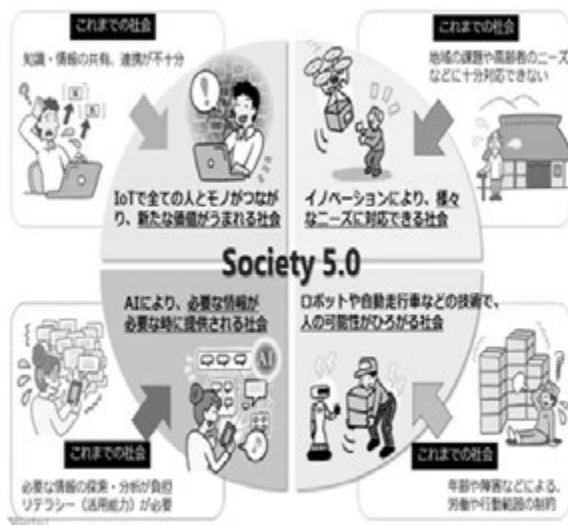 これまでの社会
知識・情報の共有、連携が不十分
IoTで全ての人とモノがつなが
り、新たな価値がうまれる社会
これまでの社会
地域の課題や高齢者のニーズ
などに十分対応できない
イノベーションにより、様々
なニーズに対応できる社会
Society 5.0
AIにより、必要な情報が
必要な時に提供される社会
AI
これまでの社会
必要な情報の探索・分析が負担
リテラシー（活用能力）が必要
ロボットや自動走行車などの技術で、
人の可能性がひろがる社会
これまでの社会
年齢や障害などによる、
労働や行動範囲の制約